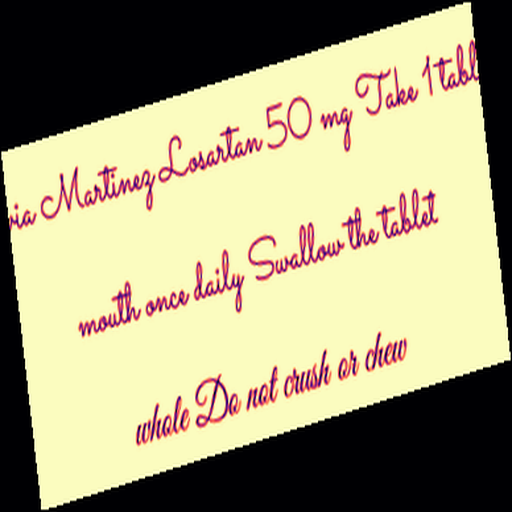 Martinez Losartan 50 mg Take 1
mouth once daily Swallow the tablet
whole Do not crush or chew